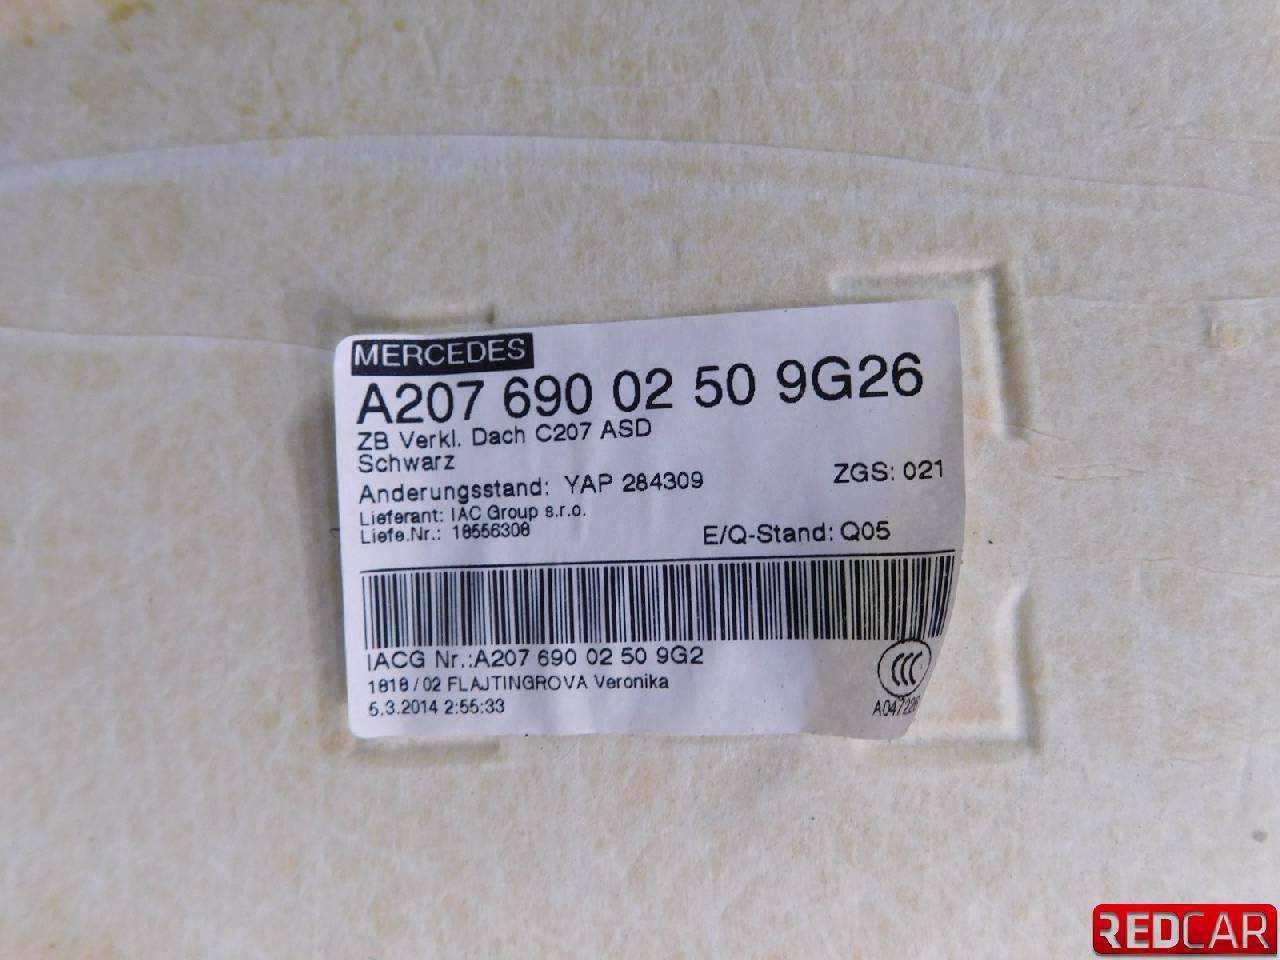 MERCEDES
A207 690 02 50 9G26
ZB Verkl. Dach C207 ASD
Schwarz
Anderungsstand: YAP 284309
ZGS: 021
Lieferant: IAC Group s.r.o.
Liefe.Nr.: 18556308
E/Q-Stand: Q05
IACG Nr.:A207 690 02 50 9G2
1818/02 FLAJTINGROVA Veronika
5.3.2014 2:55:33
REDCAR